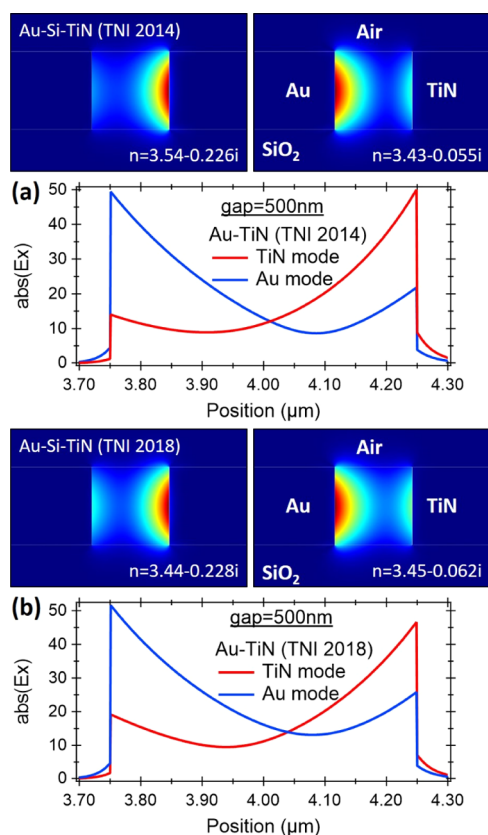 Au-Si-TiN (TNI 2014)
Air
Au
TiN
SiO₂
n=3.54-0.226i
n=3.43-0.055i
(a)
gap=500nm
Au-TiN (TNI 2014)
TiN mode
Au mode
abs(Ex)
50
40
30
20
10
0
3.70 3.80 3.90 4.00 4.10 4.20 4.30
Position (µm)
Au-Si-TiN (TNI 2018)
Air
Au
TiN
SiO₂
n=3.44-0.228i
n=3.45-0.062i
(b)
gap=500nm
Au-TiN (TNI 2018)
TiN mode
Au mode
abs(Ex)
50
40
30
20
10
0
3.70 3.80 3.90 4.00 4.10 4.20 4.30
Position (µm)